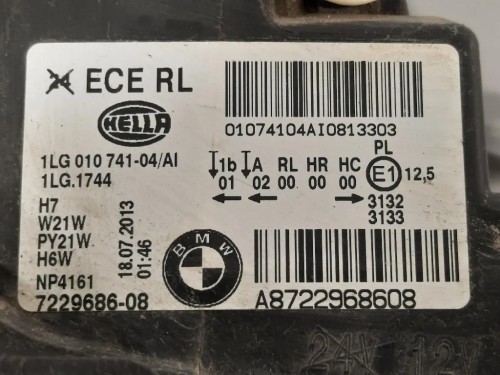 ECE RL
HELLA
01074104AI0813303
1LG 010 741-04/AI
1LG.1744
1b A RL HR HC PL
01 02 00 00 00 E1 12,5
3132
3133
H7
W21W
PY21W
H6W
18.07.2013
01:46
BMW
NP4161
7229686-08
A8722968608
24V 12V